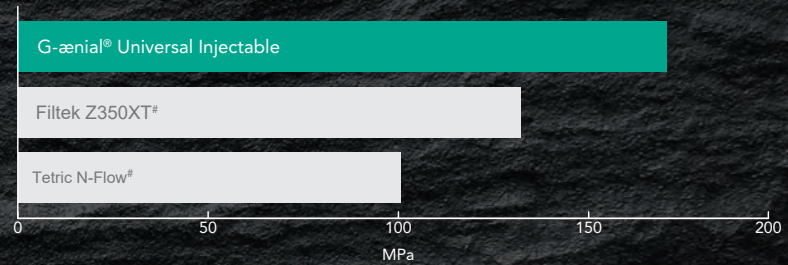 G-ænial® Universal Injectable
Filtek Z350XT#
Tetric N-Flow#
0 50 100 150 200
MPa